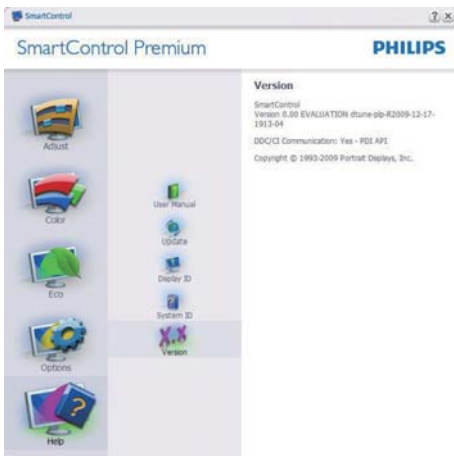 SmartControl
SmartControl Premium
PHILIPS
Adjust
Color
Eco
Options
Help
User Manual
Update
Display ID
System ID
Version
Version
SmartControl
Version 0.00 EVALUATION dtune-plp-R2009-12-17-
1913-04
DDC/CI Communication: Yes - PDI API
Copyright © 1993-2009 Portrait Displays, Inc.